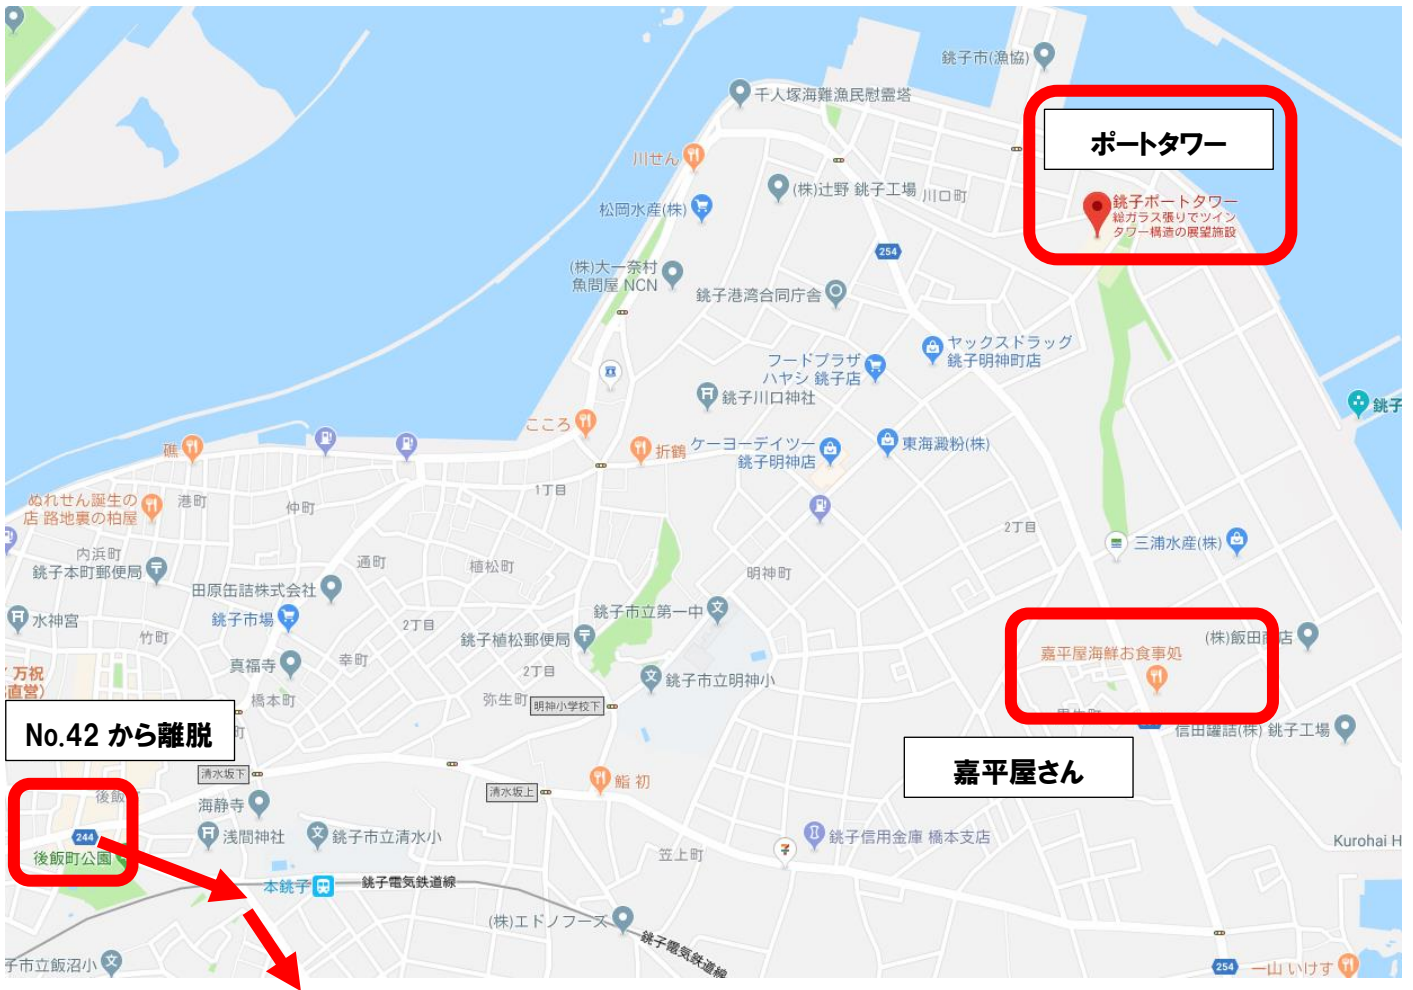 銚子市(漁協)
千人塚海難漁民慰霊塔
ポートタワー
川せん
(株)辻野 銚子工場
川口町
松岡水産(株)
銚子ポートタワー
総ガラス張りでツイン
タワー構造の展望施設
254
(株)大一奈村
魚問屋 NCN
銚子港湾合同庁舎
ヤックスドラッグ
銚子明神町店
フードプラザ
ハヤシ 銚子店
銚子川口神社
銚子
こころ
礁
折鶴
ケーヨーデイツー
銚子明神店
東海澱粉(株)
1丁目
ぬれせん誕生の
店 路地裏の柏屋
港町
仲町
2丁目
三浦水産(株)
内浜町
銚子本町郵便局
通町
植松町
明神町
田原缶詰株式会社
水神宮
銚子市場
竹町
2丁目
銚子市立第一中
銚子植松郵便局
(株)飯田商店
嘉平屋海鮮お食事処
万祝
直営)
真福寺
幸町
2丁目
銚子市立明神小
橋本町
弥生町
明神小学校下
信田罐詰(株) 銚子工場
No.42 から離脱
嘉平屋さん
清水坂下
後飯
海静寺
清水坂上
鮨 初
244
浅間神社
銚子市立清水小
銚子信用金庫 橋本支店
後飯町公園
笠上町
Kurohai H
本銚子
銚子電気鉄道線
(株)エドノフーズ
銚子電気鉄道線
子市立飯沼小
254
一山 いけす